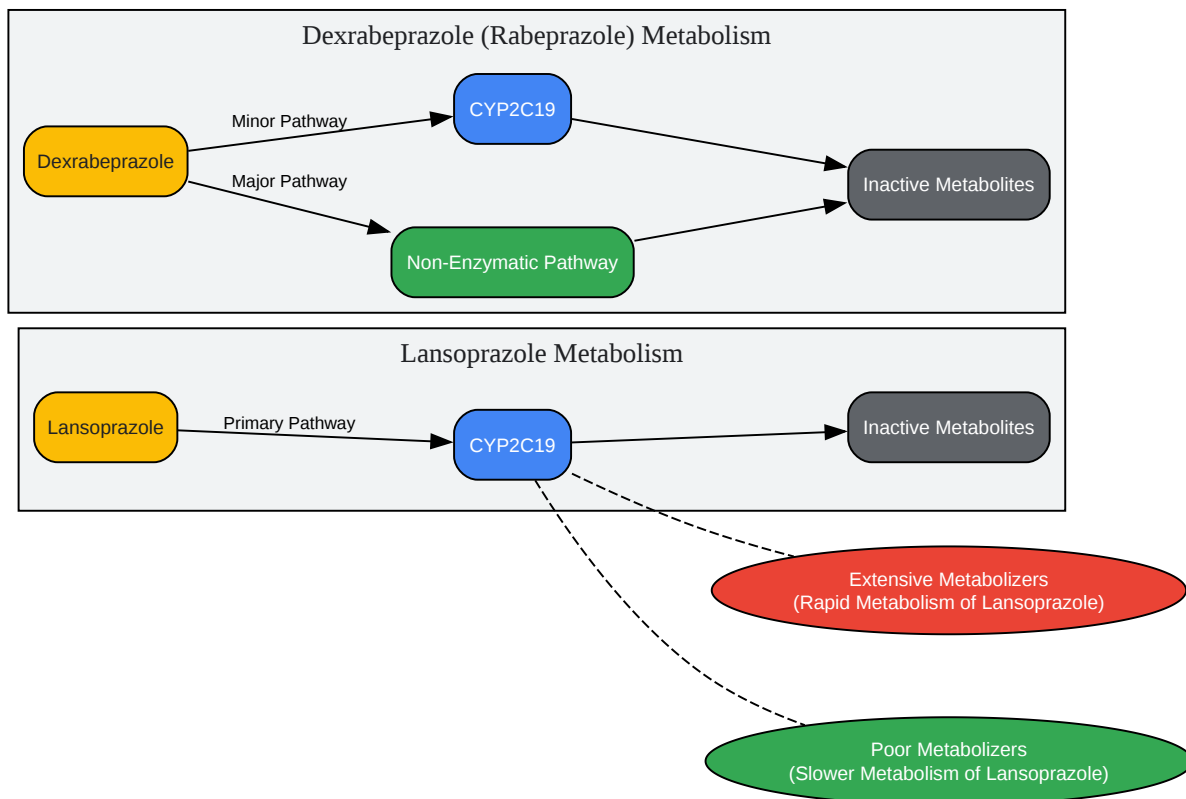 Dexrabeprazole (Rabeprazole) Metabolism
CYP2C19
Minor Pathway
Dexrabeprazole
Major Pathway
Inactive Metabolites
Non-Enzymatic Pathway
Lansoprazole Metabolism
Lansoprazole
Primary Pathway
CYP2C19
Inactive Metabolites
Extensive Metabolizers
(Rapid Metabolism of Lansoprazole)
Poor Metabolizers
(Slower Metabolism of Lansoprazole)